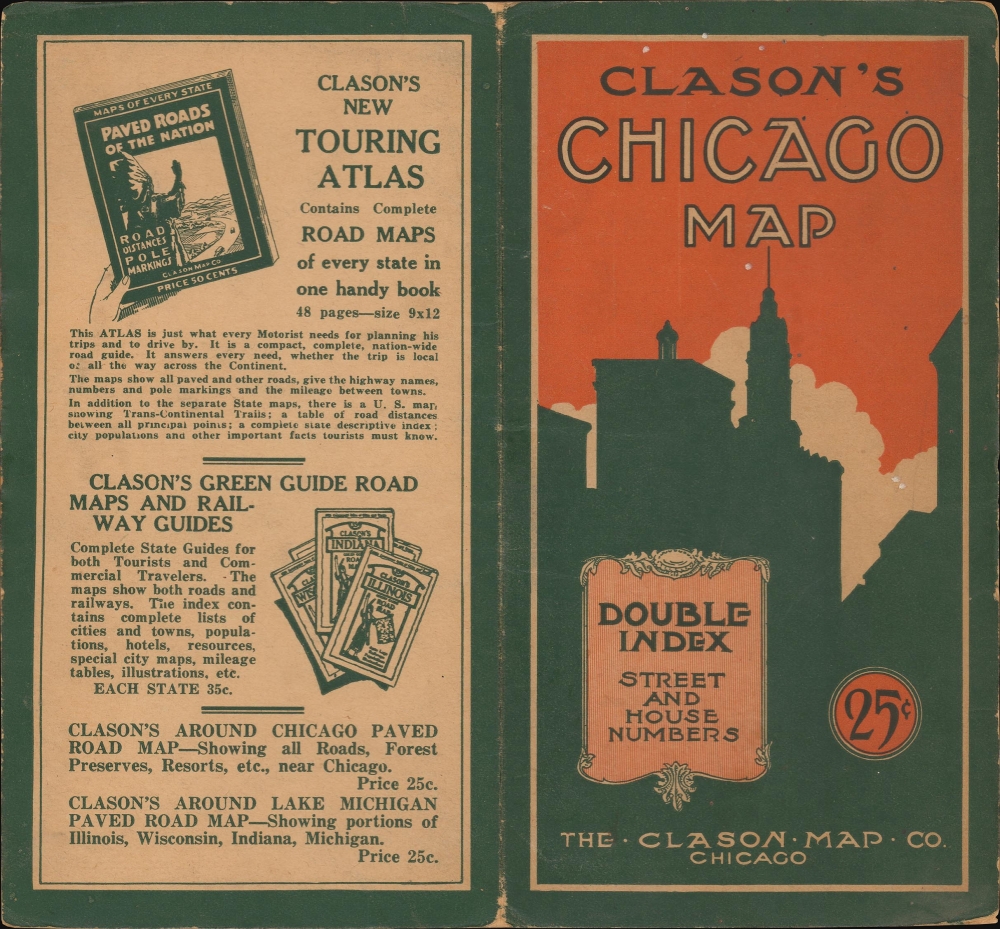 MAPS OF EVERY STATE
PAVED ROADS
OF THE NATION
ROAD
DISTANCES
POLE
MARKINGS
CLASON MAP CO
PRICE 50 CENTS
CLASON'S
NEW
TOURING
ATLAS
Contains Complete
ROAD MAPS
of every state in
one handy book
48 pages—size 9x12
This ATLAS is just what every Motorist needs for planning his
trips and to drive by. It is a compact, complete, nation-wide
road guide. It answers every need, whether the trip is local
or all the way across the Continent.
The maps show all paved and other roads, give the highway names,
numbers and pole markings and the mileage between towns.
In addition to the separate State maps, there is a U. S. map,
showing Trans-Continental Trails; a table of road distances
between all principal points; a complete state descriptive index;
city populations and other important facts tourists must know.
CLASON'S GREEN GUIDE ROAD
MAPS AND RAIL-
WAY GUIDES
Complete State Guides for
both Tourists and Com-
mercial Travelers. The
maps show both roads and
railways. The index con-
tains complete lists of
cities and towns, popula-
tions, hotels, resources,
special city maps, mileage
tables, illustrations, etc.
EACH STATE 35c.
CLASON'S
INDIANA
ROAD
WIS
CLASON'S
ILLINOIS
ROAD
MAP
CLASON'S AROUND CHICAGO PAVED
ROAD MAP—Showing all Roads, Forest
Preserves, Resorts, etc., near Chicago.
Price 25c.
CLASON'S AROUND LAKE MICHIGAN
PAVED ROAD MAP—Showing portions of
Illinois, Wisconsin, Indiana, Michigan.
Price 25c.
CLASON'S
CHICAGO
MAP
DOUBLE
INDEX
STREET
AND
HOUSE
NUMBERS
25¢
THE · CLASON · MAP · CO.
CHICAGO